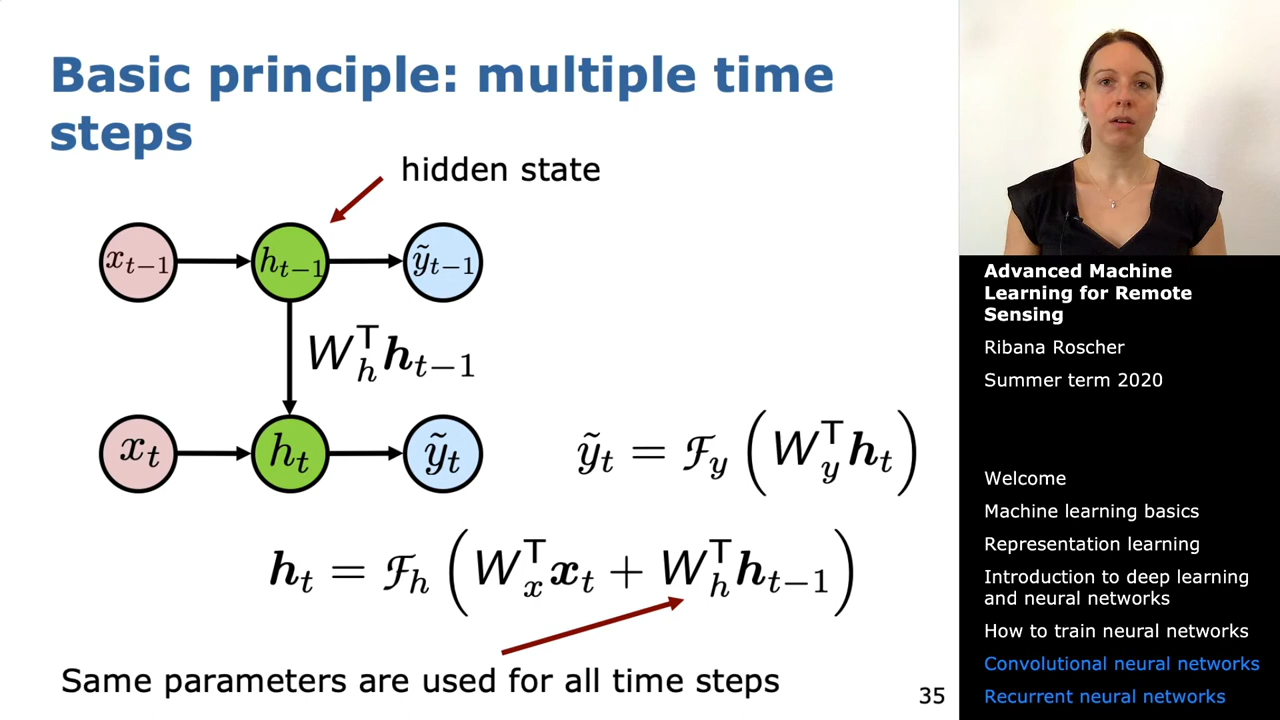 Basic principle: multiple time
steps
hidden state
x_{t−1} h_{t−1} ỹ_{t−1}
W_h^T h_{t−1}
x_t h_t ỹ_t
ỹ_t = ℱ_y (W_y^T h_t)
h_t = ℱ_h (W_x^T x_t + W_h^T h_{t−1})
Same parameters are used for all time steps
35
Advanced Machine
Learning for Remote
Sensing
Ribana Roscher
Summer term 2020
Welcome
Machine learning basics
Representation learning
Introduction to deep learning
and neural networks
How to train neural networks
Convolutional neural networks
Recurrent neural networks